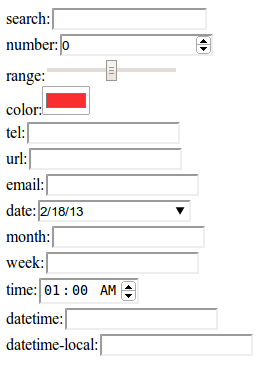 search:
number: 0
range:
color:
tel:
url:
email:
date: 2/18/13
month:
week:
time: 01:00 AM
datetime:
datetime-local: